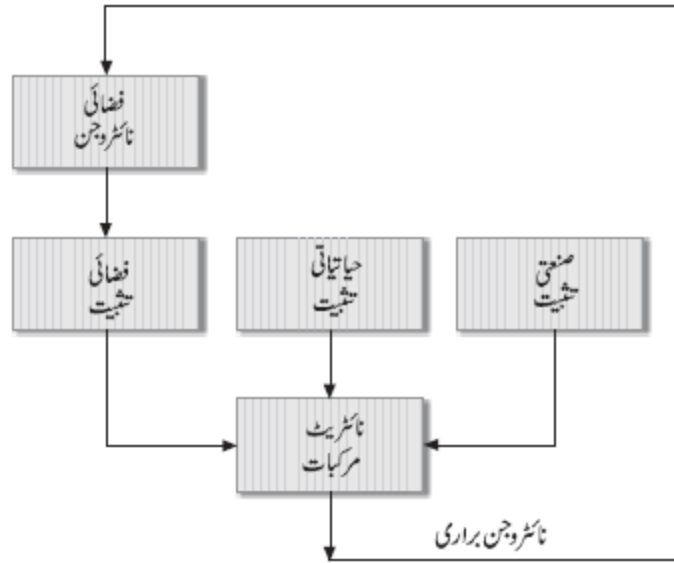 فضائی
نائٹروجن
صنعتی
تثبیت
حیاتیاتی
تثبیت
فضائی
تثبیت
نائٹریٹ
مرکبات
نائٹروجن براری